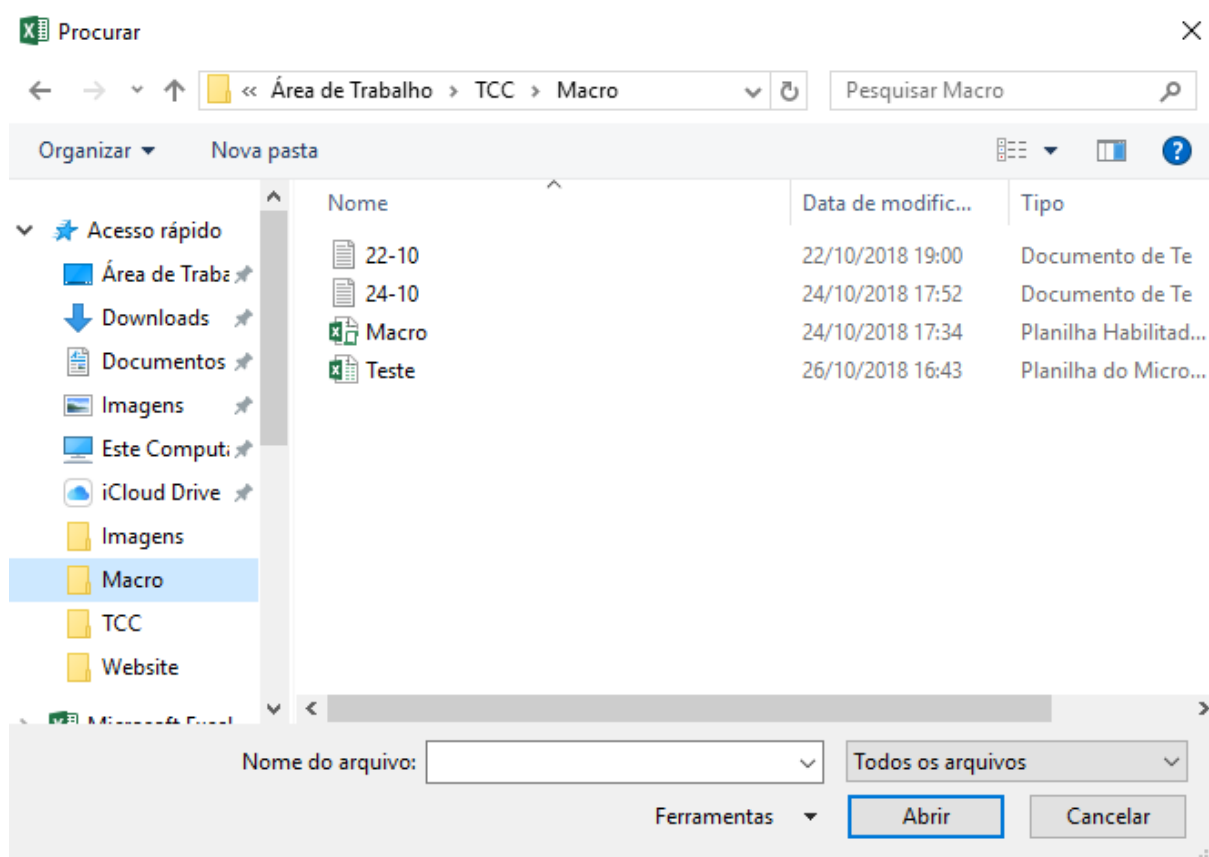 Procurar
« Área de Trabalho > TCC > Macro
Pesquisar Macro
Organizar
Nova pasta
Nome
Data de modific...
Tipo
Acesso rápido
Área de Traba
Downloads
Documentos
Imagens
Este Computa
iCloud Drive
Imagens
Macro
TCC
Website
Microsoft Excel
22-10 22/10/2018 19:00 Documento de Te
24-10 24/10/2018 17:52 Documento de Te
Macro 24/10/2018 17:34 Planilha Habilitad...
Teste 26/10/2018 16:43 Planilha do Micro...
Nome do arquivo:
Todos os arquivos
Ferramentas
Abrir
Cancelar